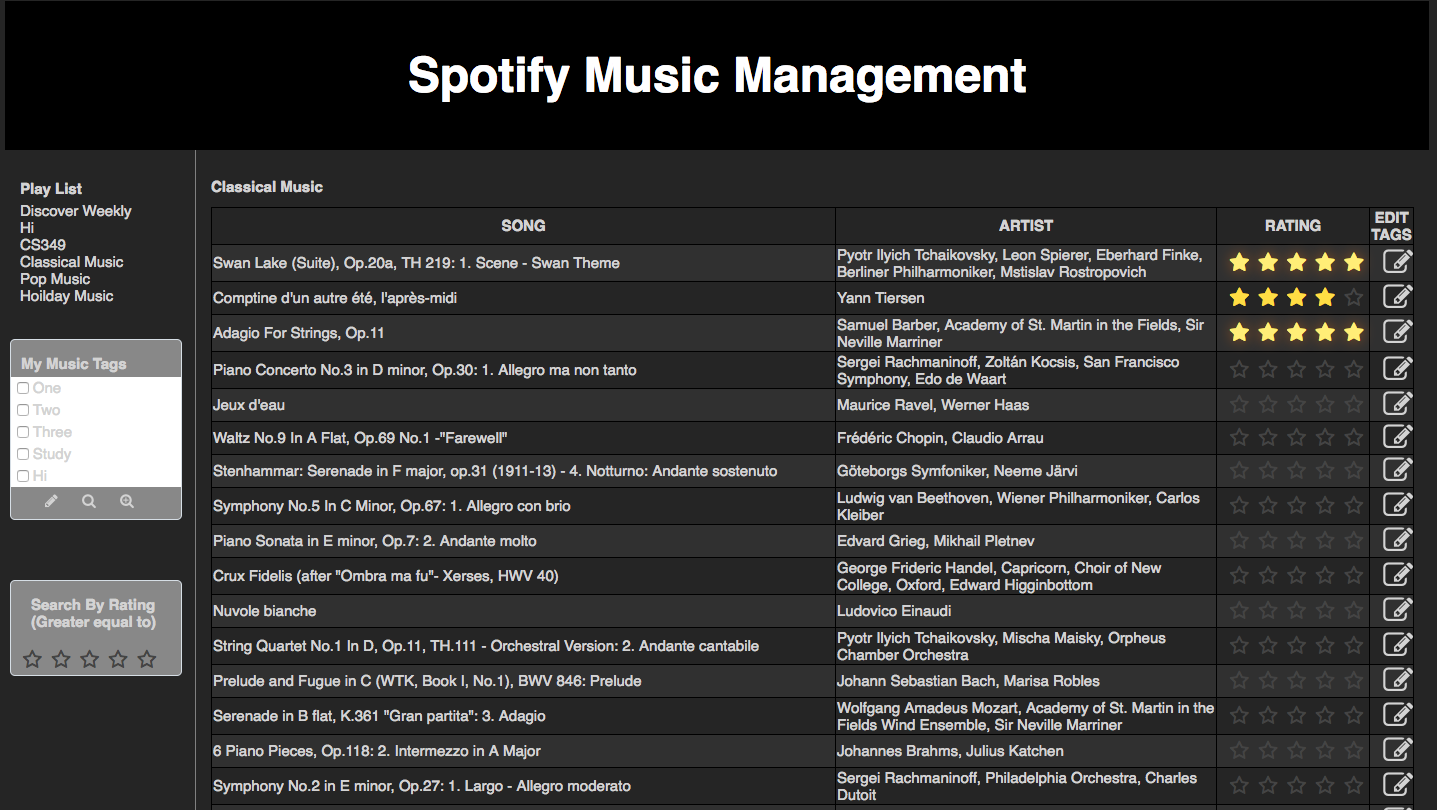 Spotify Music Management
Play List
Discover Weekly
Hi
CS349
Classical Music
Pop Music
Hoilday Music
My Music Tags
One
Two
Three
Study
Hi
Search By Rating
(Greater equal to)
Classical Music
SONG ARTIST RATING EDIT
TAGS
Swan Lake (Suite), Op.20a, TH 219: 1. Scene - Swan Theme
Pyotr Ilyich Tchaikovsky, Leon Spierer, Eberhard Finke,
Berliner Philharmoniker, Mstislav Rostropovich
Comptine d'un autre été, l'après-midi
Yann Tiersen
Adagio For Strings, Op.11
Samuel Barber, Academy of St. Martin in the Fields, Sir
Neville Marriner
Piano Concerto No.3 in D minor, Op.30: 1. Allegro ma non tanto
Sergei Rachmaninoff, Zoltán Kocsis, San Francisco
Symphony, Edo de Waart
Jeux d'eau
Maurice Ravel, Werner Haas
Waltz No.9 In A Flat, Op.69 No.1 -"Farewell"
Frédéric Chopin, Claudio Arrau
Stenhammar: Serenade in F major, op.31 (1911-13) - 4. Notturno: Andante sostenuto
Göteborgs Symfoniker, Neeme Järvi
Symphony No.5 In C Minor, Op.67: 1. Allegro con brio
Ludwig van Beethoven, Wiener Philharmoniker, Carlos
Kleiber
Piano Sonata in E minor, Op.7: 2. Andante molto
Edvard Grieg, Mikhail Pletnev
Crux Fidelis (after "Ombra ma fu"- Xerses, HWV 40)
George Frideric Handel, Capricorn, Choir of New
College, Oxford, Edward Higginbottom
Nuvole bianche
Ludovico Einaudi
String Quartet No.1 In D, Op.11, TH.111 - Orchestral Version: 2. Andante cantabile
Pyotr Ilyich Tchaikovsky, Mischa Maisky, Orpheus
Chamber Orchestra
Prelude and Fugue in C (WTK, Book I, No.1), BWV 846: Prelude
Johann Sebastian Bach, Marisa Robles
Serenade in B flat, K.361 "Gran partita": 3. Adagio
Wolfgang Amadeus Mozart, Academy of St. Martin in the
Fields Wind Ensemble, Sir Neville Marriner
6 Piano Pieces, Op.118: 2. Intermezzo in A Major
Johannes Brahms, Julius Katchen
Symphony No.2 in E minor, Op.27: 1. Largo - Allegro moderato
Sergei Rachmaninoff, Philadelphia Orchestra, Charles
Dutoit